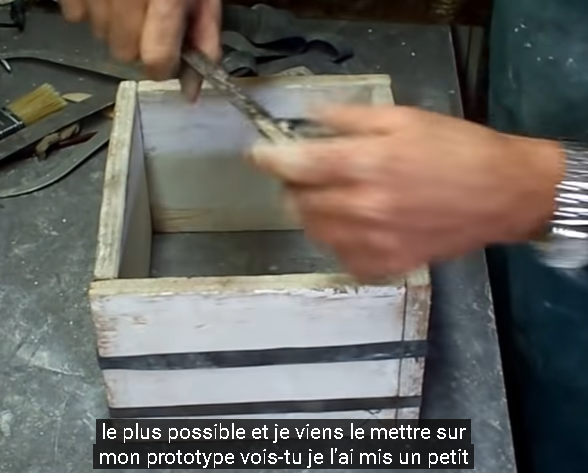 le plus possible et je viens le mettre sur
mon prototype vois-tu je l'ai mis un petit